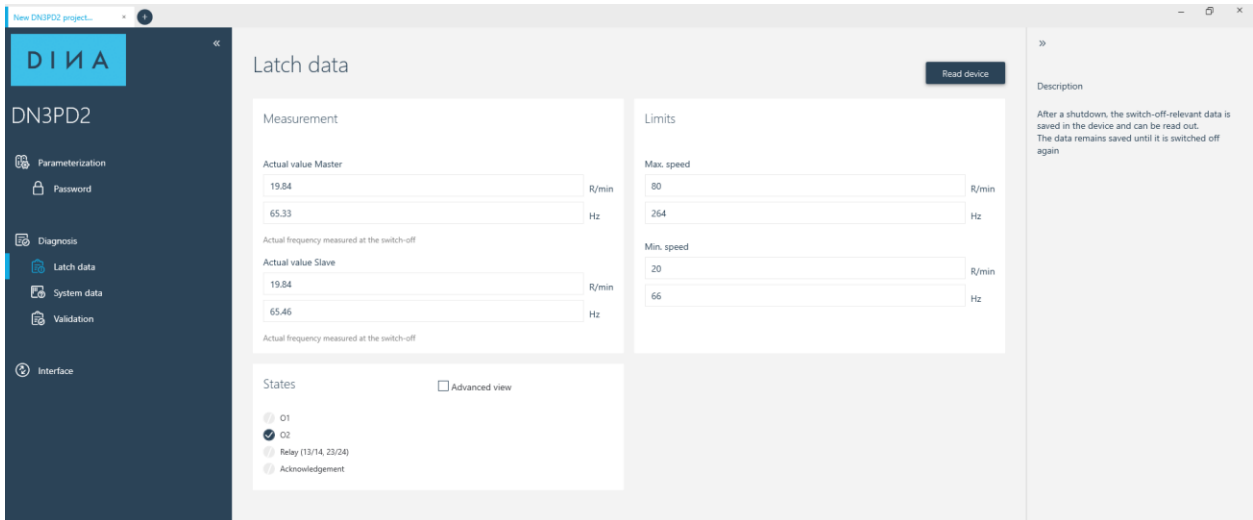 New DN3PD2 project...
DINA
DN3PD2
Parameterization
Password
Diagnosis
Latch data
System data
Validation
Interface
Latch data
Read device
Measurement
Actual value Master
19.84 R/min
65.33 Hz
Actual frequency measured at the switch-off
Actual value Slave
19.84 R/min
65.46 Hz
Actual frequency measured at the switch-off
Limits
Max. speed
80 R/min
264 Hz
Min. speed
20 R/min
66 Hz
States
Advanced view
O1
O2
Relay (13/14, 23/24)
Acknowledgement
Description
After a shutdown, the switch-off-relevant data is
saved in the device and can be read out.
The data remains saved until it is switched off
again